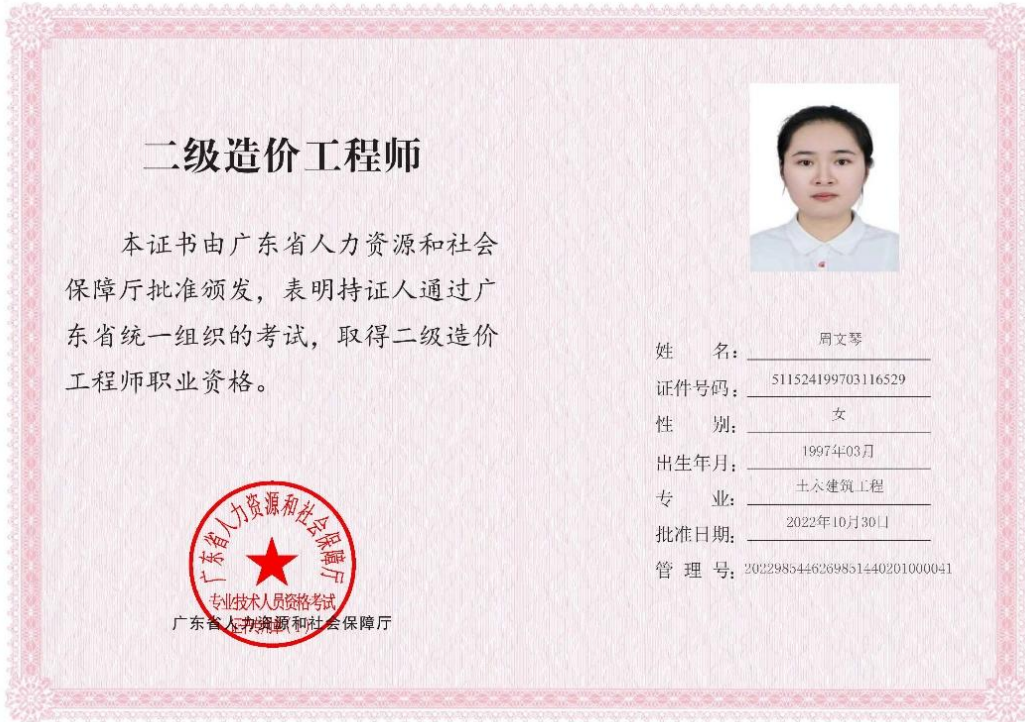 二级造价工程师
本证书由广东省人力资源和社会
保障厅批准颁发，表明持证人通过广
东省统一组织的考试，取得二级造价
工程师职业资格。
广东省人力资源和社会保障厅
专业技术人员资格考试
广东省人力资源和社会保障厅
姓 名：周文琴
证件号码：511524199703116529
性 别：女
出生年月：1997年03月
专 业：土木建筑工程
批准日期：2022年10月30日
管 理 号：2022985446269851440201000041